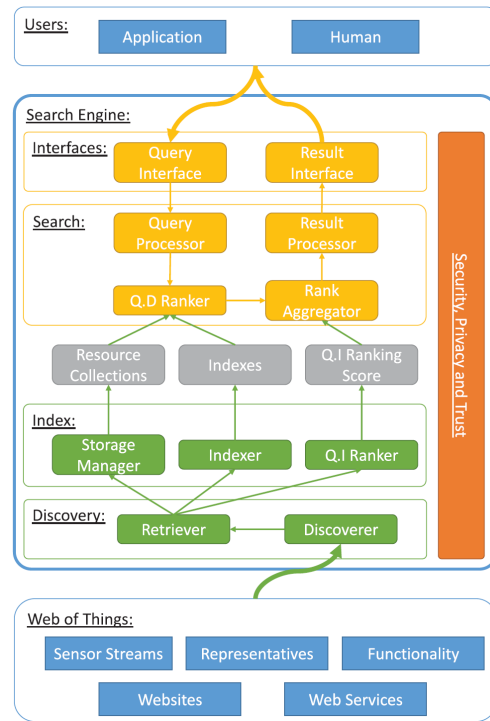 Users:
Application
Human
Search Engine:
Interfaces:
Query
Interface
Result
Interface
Search:
Query
Processor
Result
Processor
Q.D Ranker
Rank
Aggregator
Security, Privacy and Trust
Resource
Collections
Indexes
Q.I Ranking
Score
Index:
Storage
Manager
Indexer
Q.I Ranker
Discovery:
Retriever
Discoverer
Web of Things:
Sensor Streams
Representatives
Functionality
Websites
Web Services